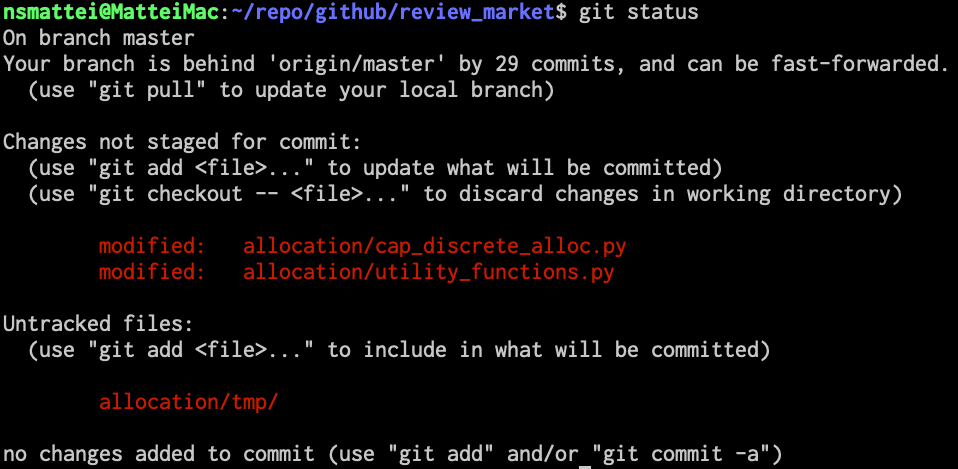 nsmattei@MatteiMac:~/repo/github/review_market$ git status
On branch master
Your branch is behind 'origin/master' by 29 commits, and can be fast-forwarded.
  (use "git pull" to update your local branch)

Changes not staged for commit:
  (use "git add <file>..." to update what will be committed)
  (use "git checkout -- <file>..." to discard changes in working directory)

        modified:   allocation/cap_discrete_alloc.py
        modified:   allocation/utility_functions.py

Untracked files:
  (use "git add <file>..." to include in what will be committed)

        allocation/tmp/

no changes added to commit (use "git add" and/or "git commit -a")